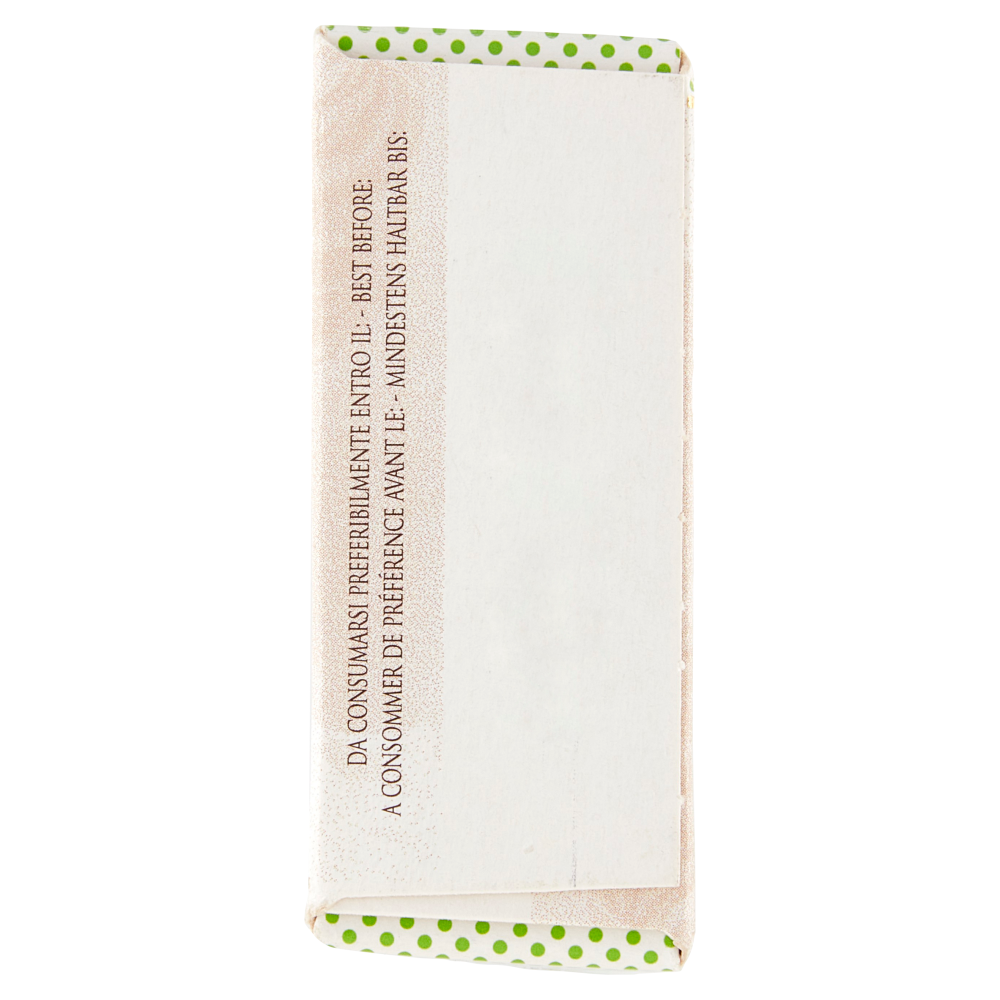 DA CONSUMARSI PREFERIBILMENTE ENTRO IL: - BEST BEFORE:
A CONSOMMER DE PRÉFÉRENCE AVANT LE: - MINDESTENS HALTBAR BIS: